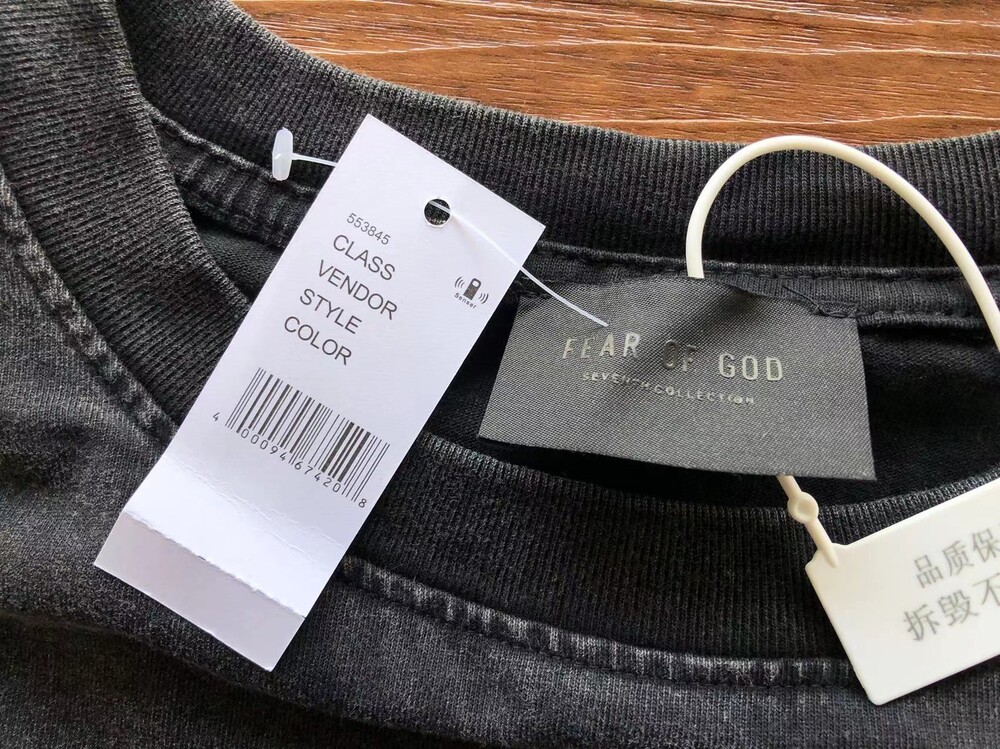 553845
CLASS
VENDOR
STYLE
COLOR
Sensor
4 000946 7420 8
FEAR OF GOD
SEVENTH COLLECTION
品质保
拆毁不